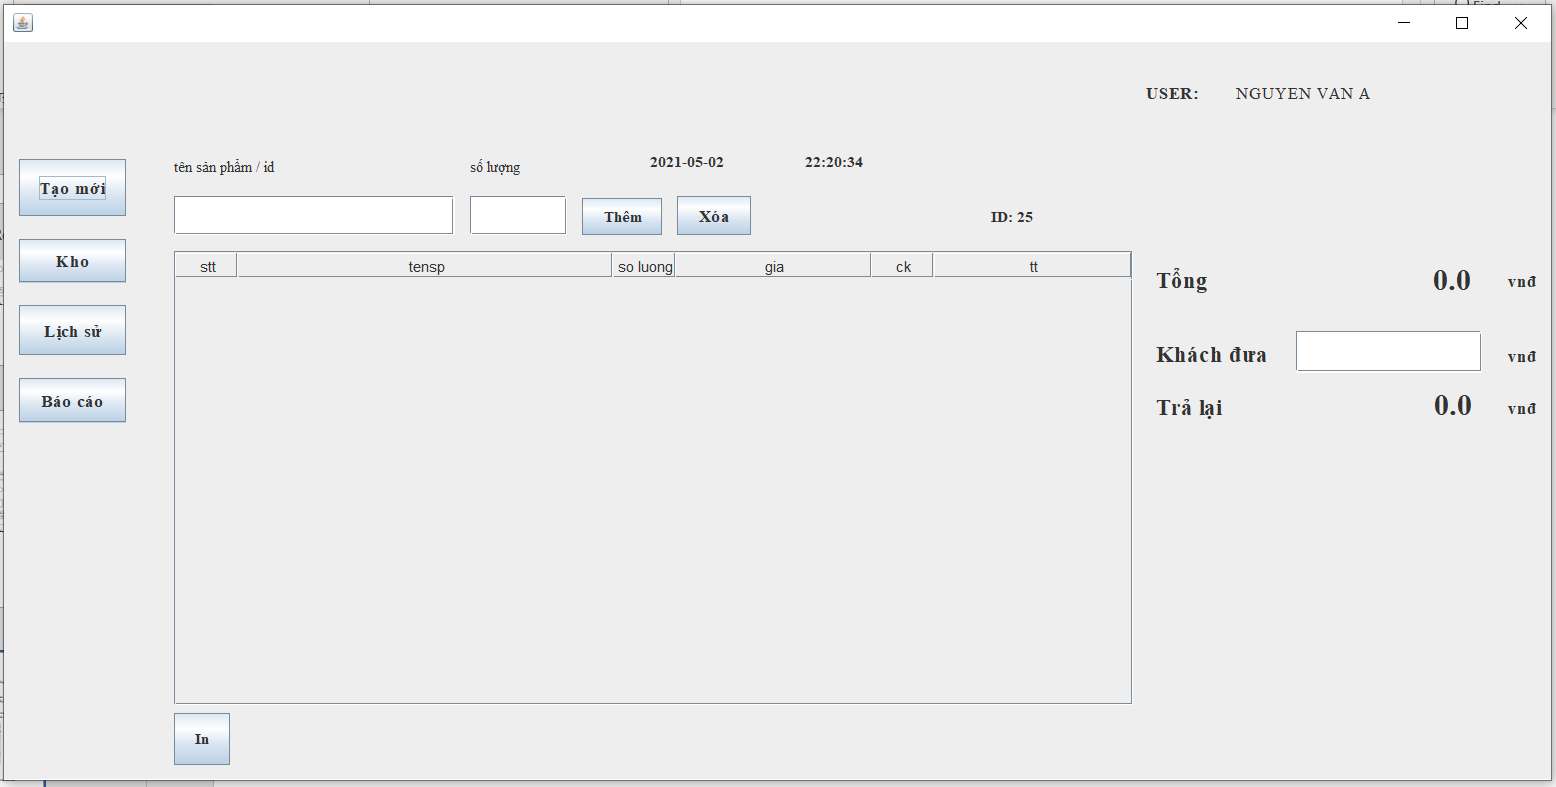 USER: NGUYEN VAN A
tên sản phẩm / id số lượng 2021-05-02 22:20:34
Tạo mới
Thêm Xóa ID: 25
Kho
stt tensp so luong gia ck tt
Tổng 0.0 vnđ
Lịch sử
Khách đưa vnđ
Báo cáo
Trả lại 0.0 vnđ
In